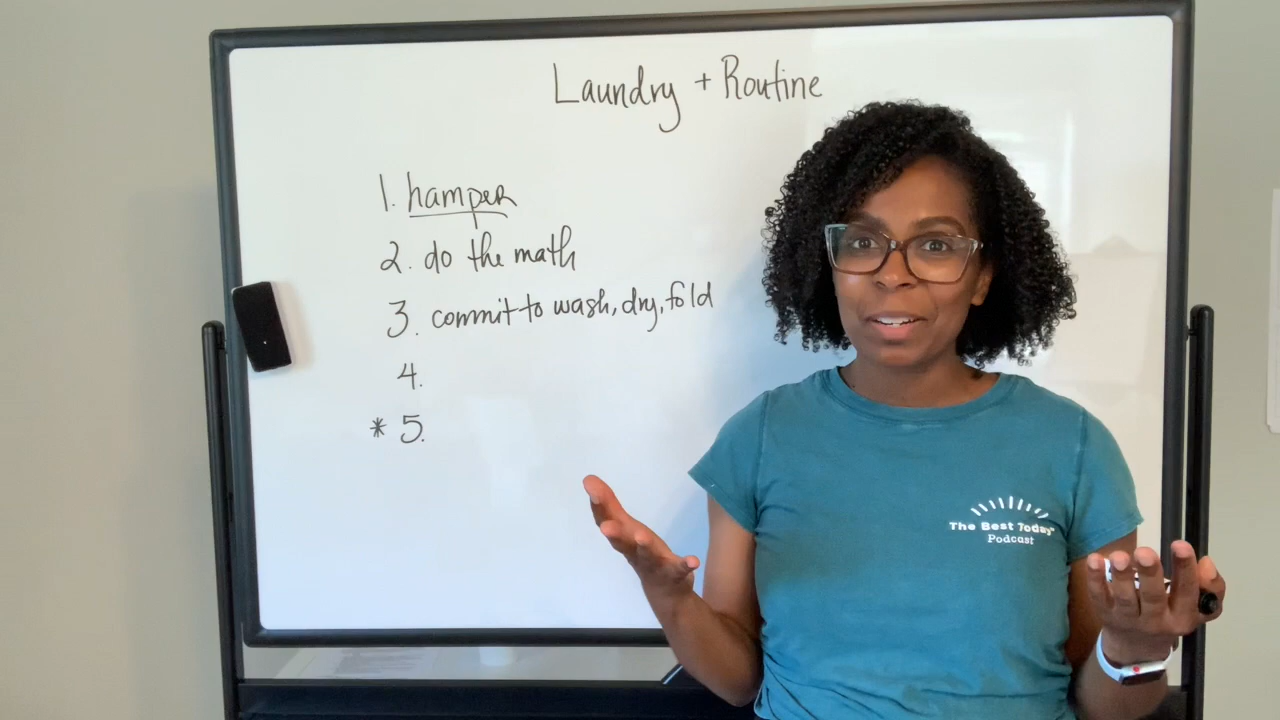 Laundry + Routine
1. hamper
2. do the math
3. commit to wash, dry, fold
4.
* 5.
The Best Today™
Podcast